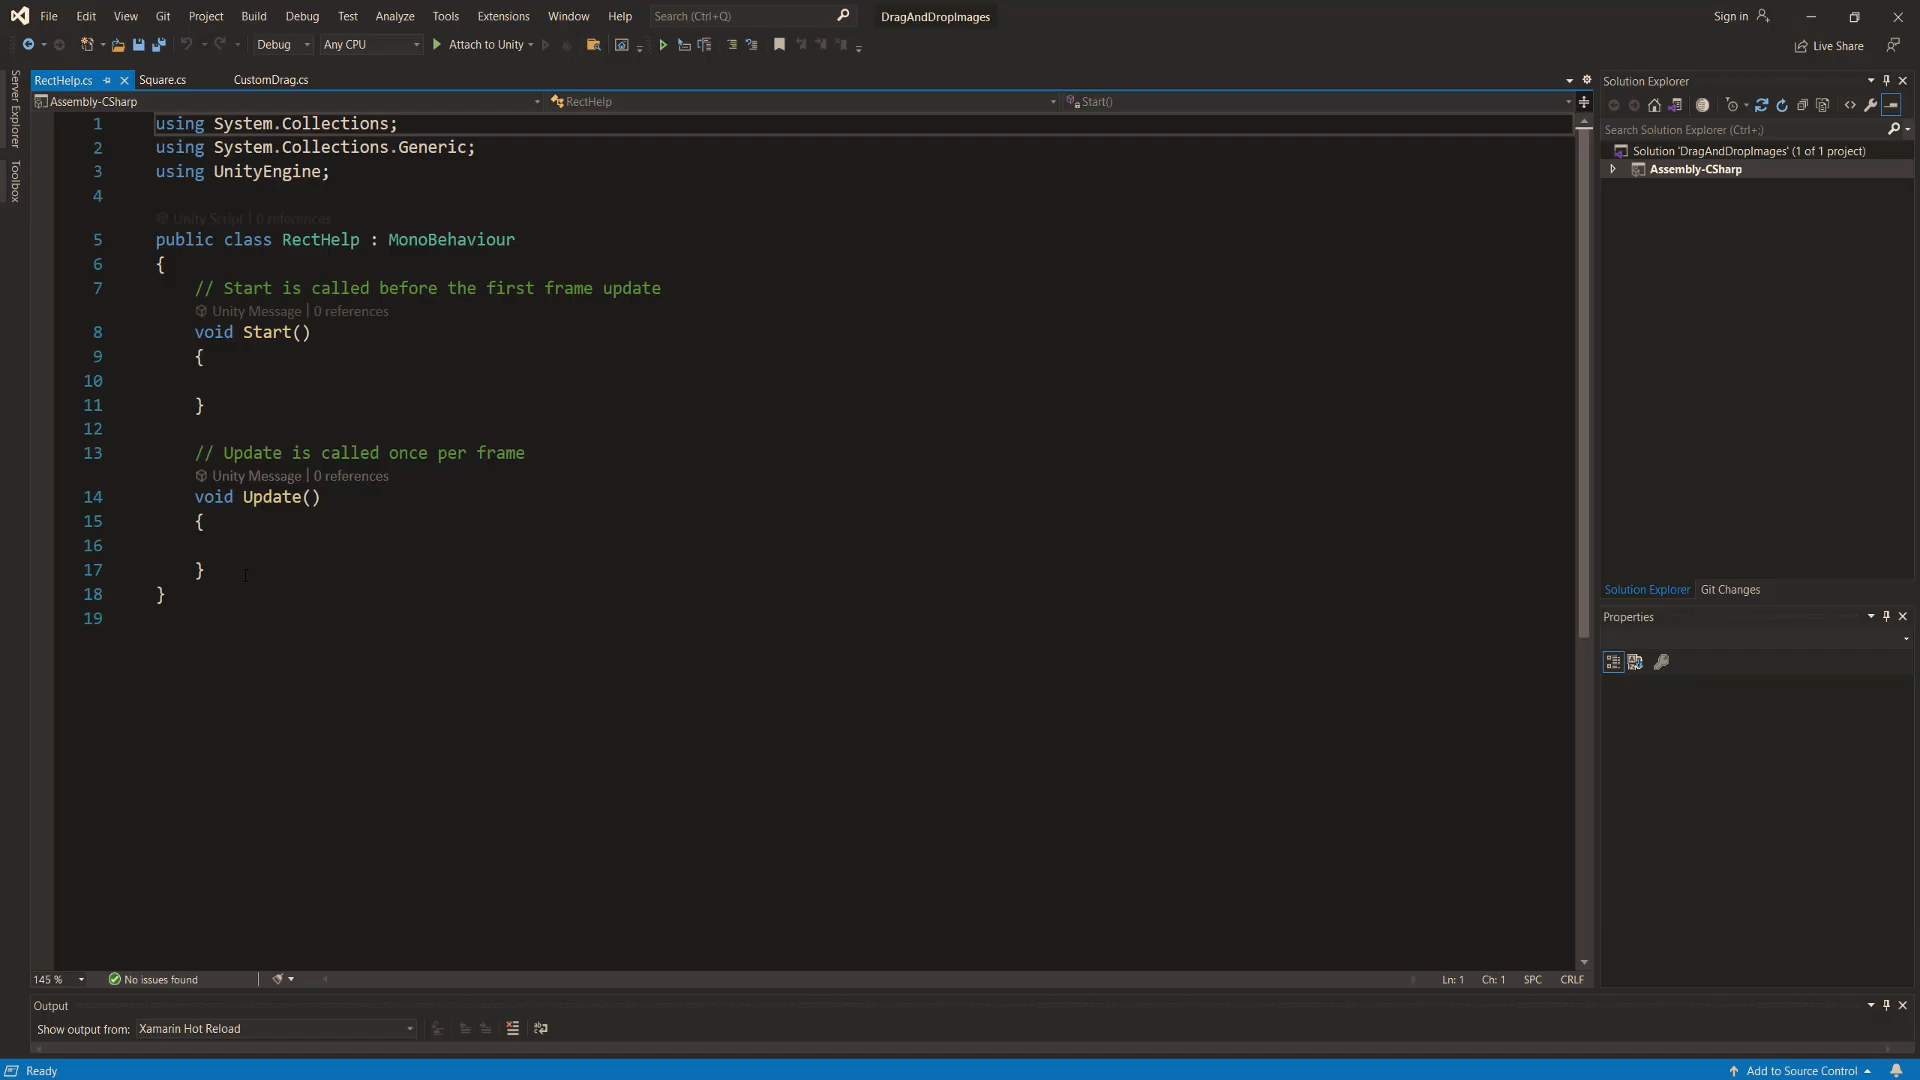 File Edit View Git Project Build Debug Test Analyze Tools Extensions Window Help Search (Ctrl+Q) DragAndDropImages Sign in
Debug Any CPU Attach to Unity Live Share
Server Explorer
Toolbox
RectHelp.cs Square.cs CustomDrag.cs
Assembly-CSharp RectHelp Start()
1 using System.Collections;
2 using System.Collections.Generic;
3 using UnityEngine;
4
Unity Script | 0 references
5 public class RectHelp : MonoBehaviour
6 {
7 // Start is called before the first frame update
Unity Message | 0 references
8 void Start()
9 {
10
11 }
12
13 // Update is called once per frame
Unity Message | 0 references
14 void Update()
15 {
16
17 }
18 }
19
145 % No issues found Ln: 1 Ch: 1 SPC CRLF
Output
Show output from: Xamarin Hot Reload
Solution Explorer
Search Solution Explorer (Ctrl+;)
Solution 'DragAndDropImages' (1 of 1 project)
Assembly-CSharp
Solution Explorer Git Changes
Properties
Ready Add to Source Control